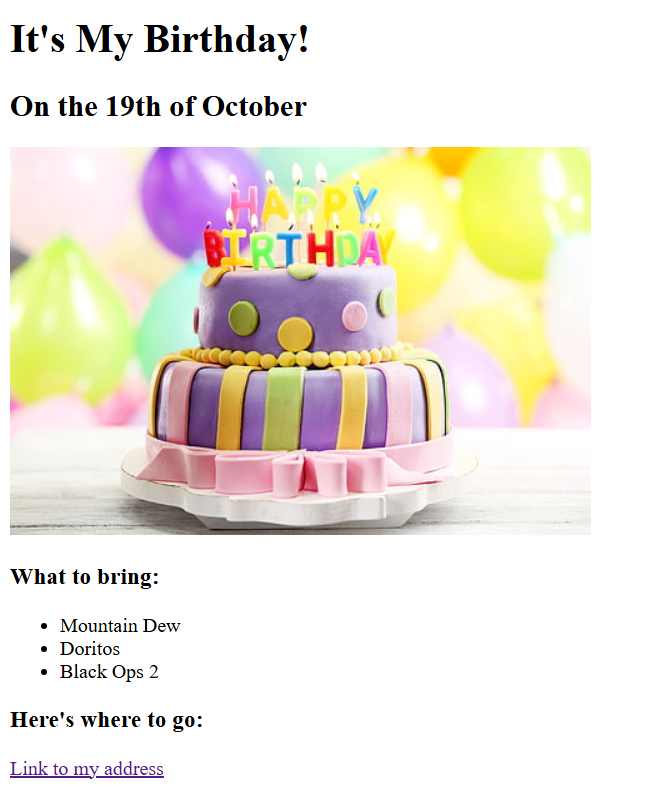 It's My Birthday!
On the 19th of October
HAPPY
BIRTHDAY
What to bring:
Mountain Dew
Doritos
Black Ops 2
Here's where to go:
Link to my address